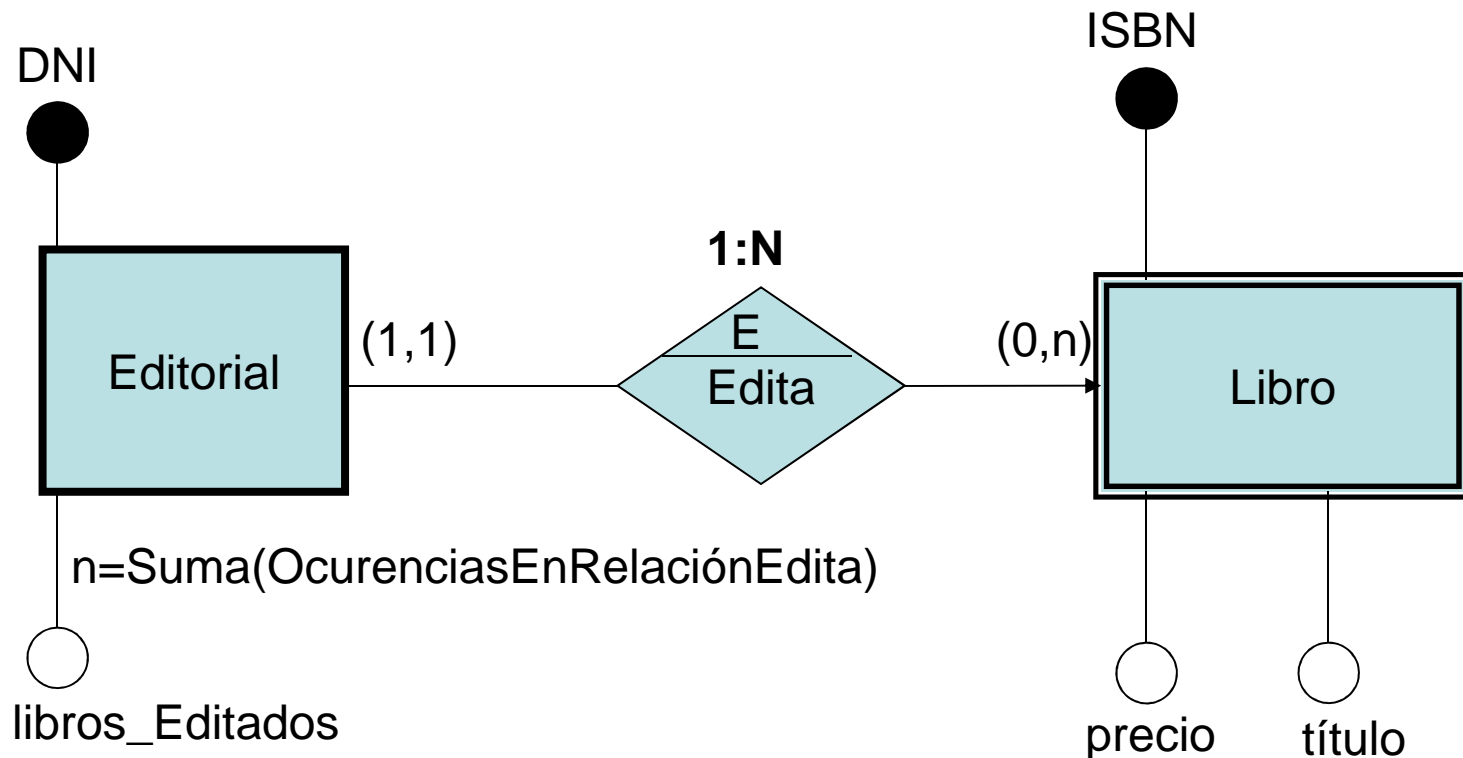 DNI
ISBN
1:N
Editorial
(1,1)
E
Edita
(0,n)
Libro
n=Suma(OcurenciasEnRelaciónEdita)
libros_Editados
precio
título